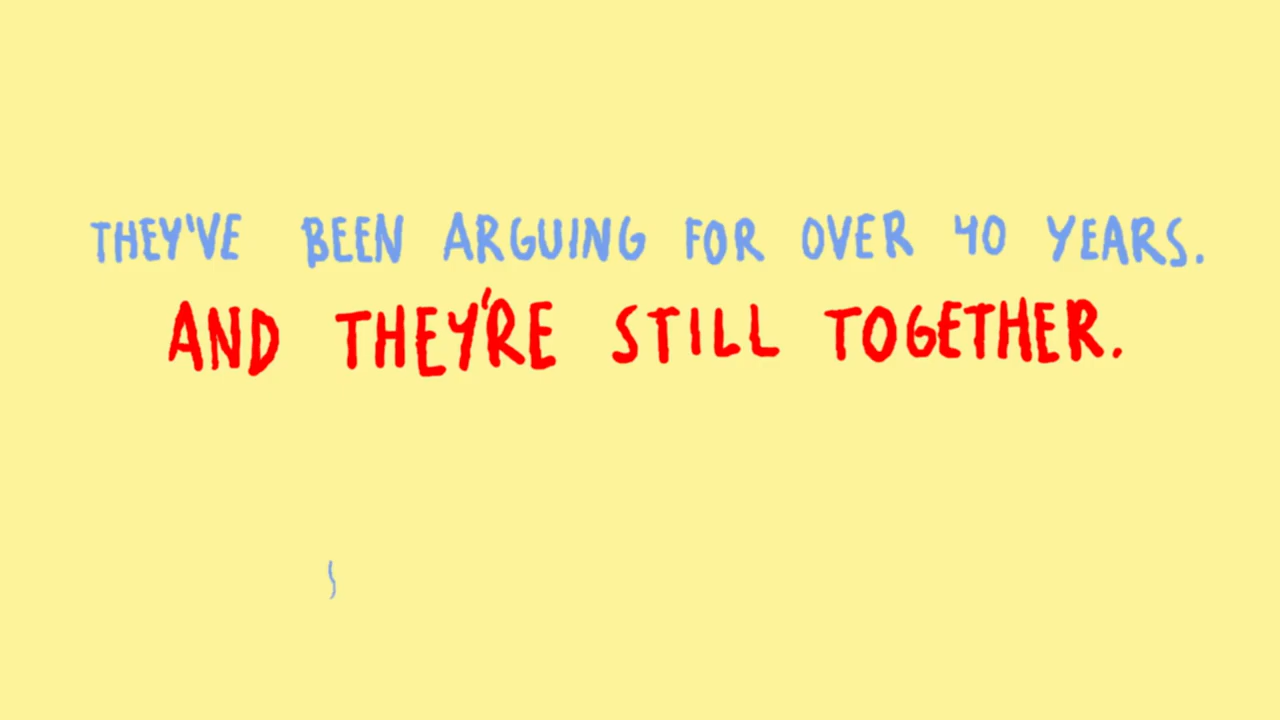 THEY'VE BEEN ARGUING FOR OVER 40 YEARS.
AND THEY'RE STILL TOGETHER.